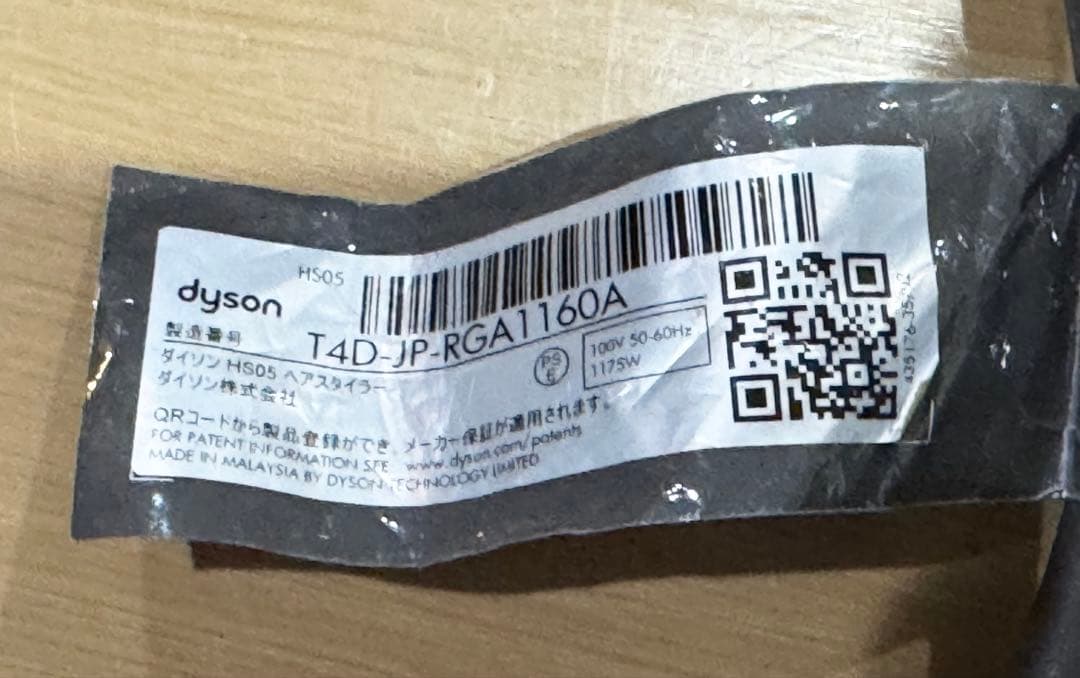 HS05
dyson
製造番号
T4D-JP-RGA1160A
ダイソン HS05 ヘアスタイラー
ダイソン株式会社
PS
E
100V 50-60Hz
1175W
QRコードから製品登録ができ メーカー保証が適用されます。
FOR PATENT INFORMATION SEE www.dyson.com/patents
MADE IN MALAYSIA BY DYSON TECHNOLOGY LIMITED